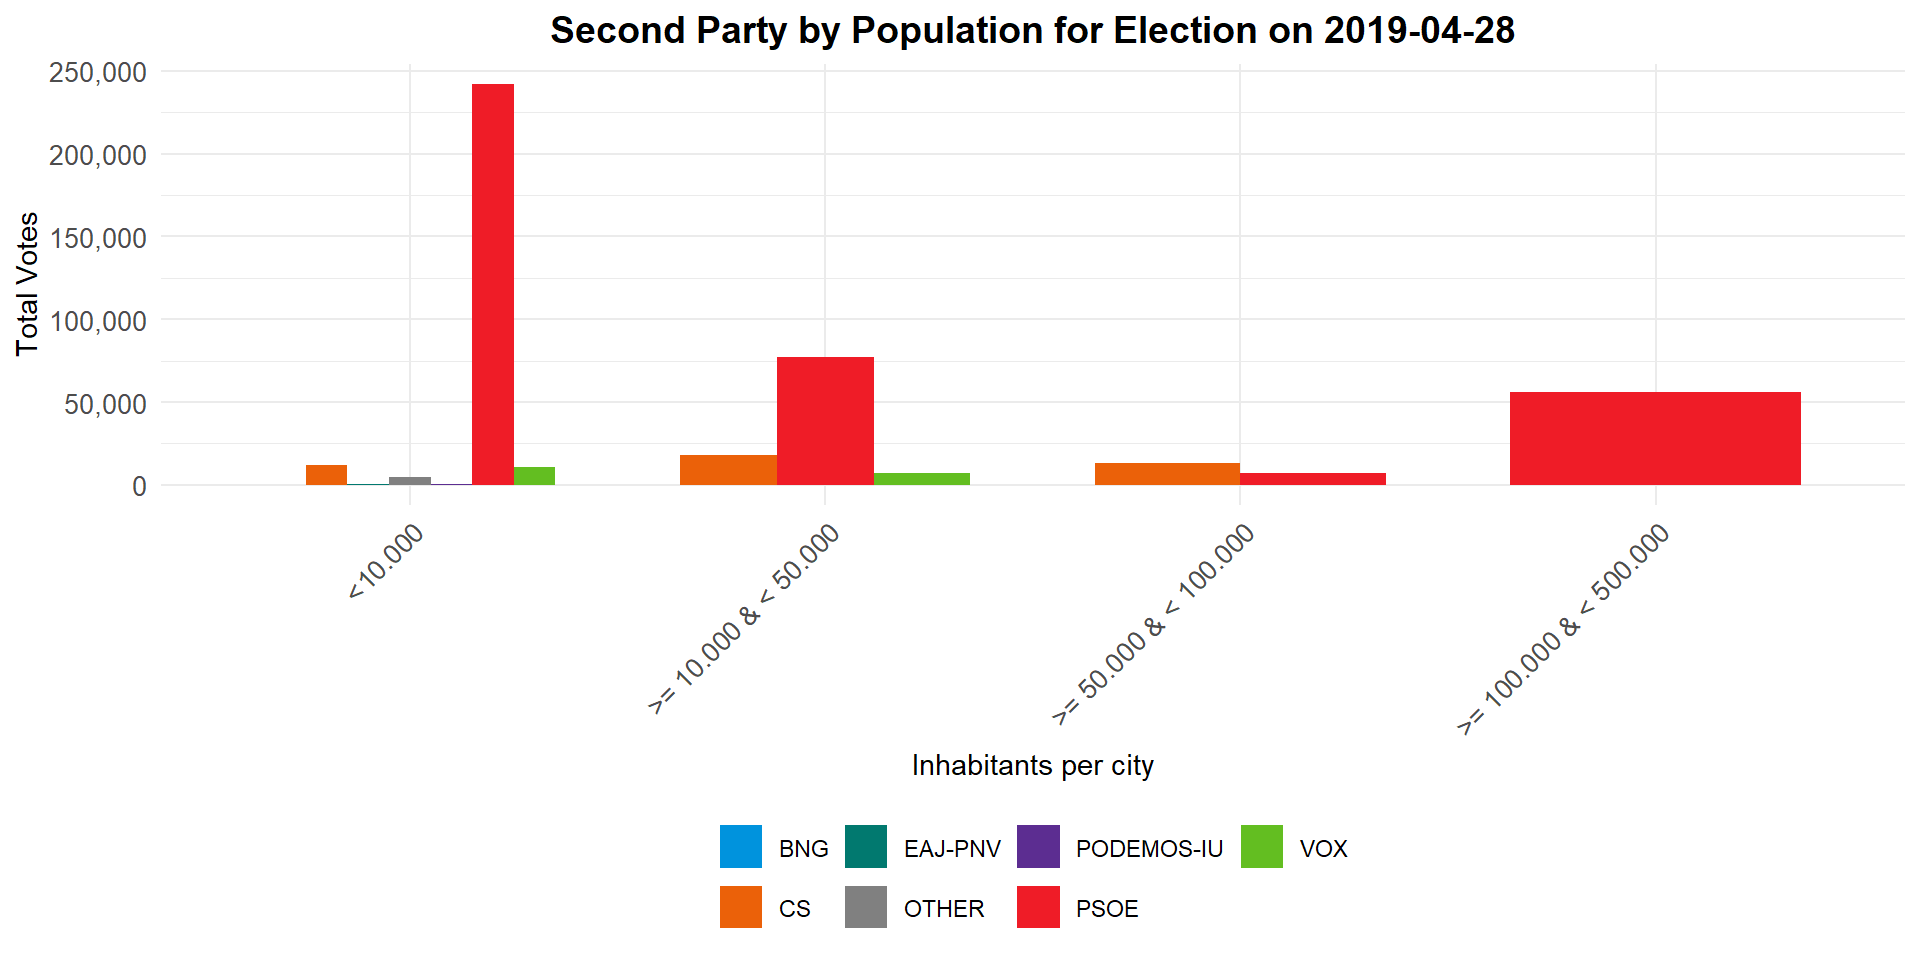 Second Party by Population for Election on 2019-04-28
Total Votes
250,000
200,000
150,000
100,000
50,000
0
<10.000
>= 10.000 & < 50.000
>= 50.000 & < 100.000
>= 100.000 & < 500.000
Inhabitants per city
BNG EAJ-PNV PODEMOS-IU VOX
CS OTHER PSOE